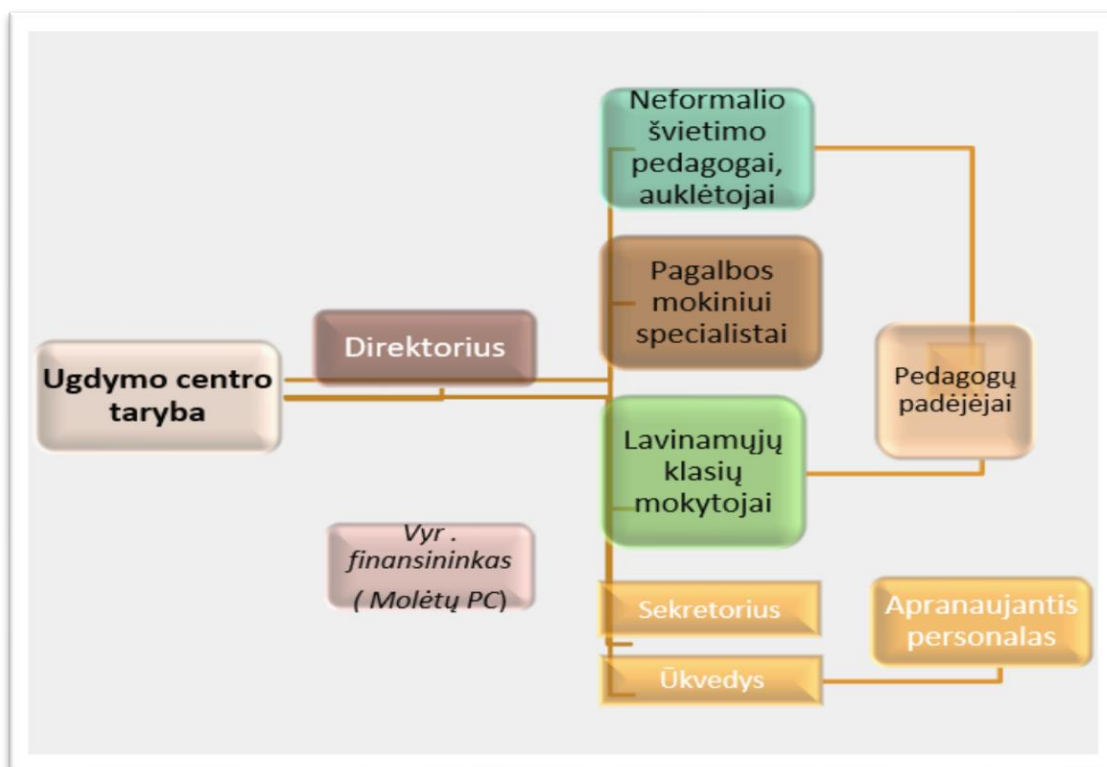 Neformalio
švietimo
pedagogai,
auklėtojai
Pagalbos
mokiniui
specialistai
Direktorius
Ugdymo centro
taryba
Pedagogų
padėjėjai
Lavinamųjų
klasių
mokytojai
Vyr .
finansininkas
( Molėtų PC)
Sekretorius
Apranaujantis
personalas
Ūkvedys